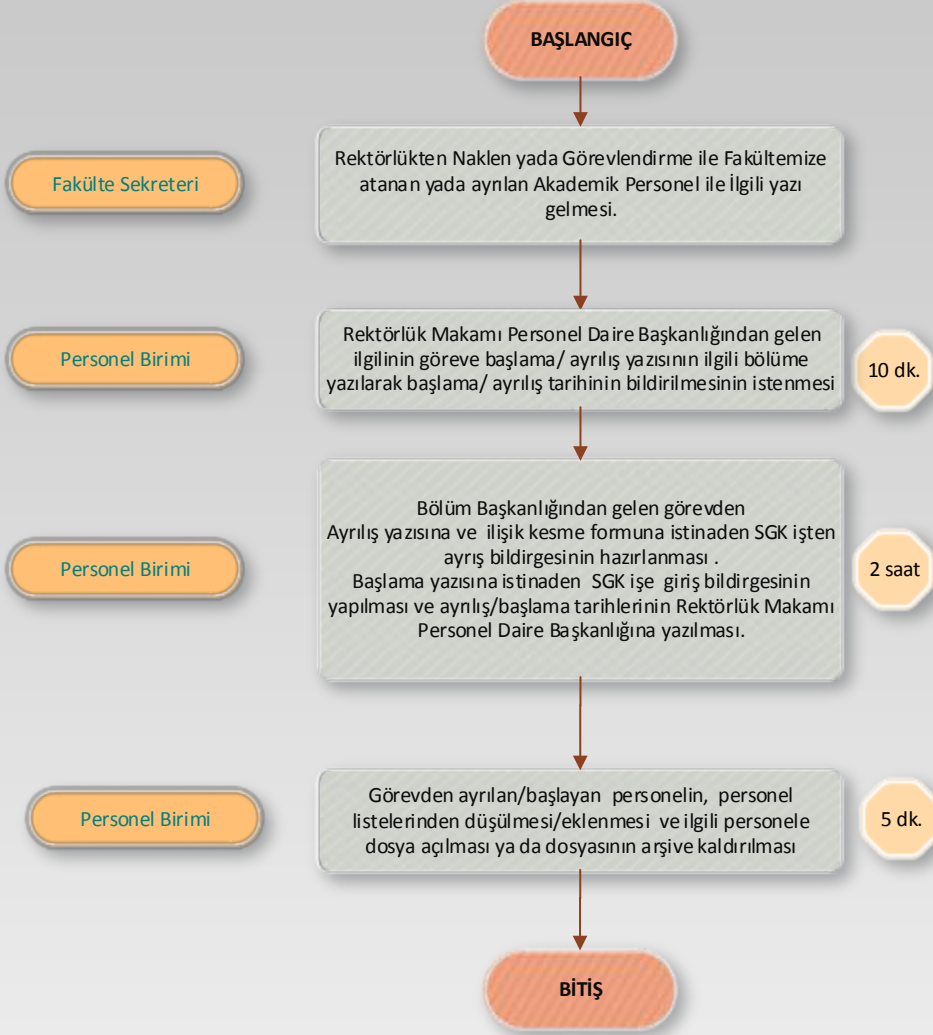 BAŞLANGIÇ
Fakülte Sekreteri
Rektörlükten Naklen yada Görevlendirme ile Fakültemize
atanan yada ayrılan Akademik Personel ile İlgili yazı
gelmesi.
Personel Birimi
Rektörlük Makamı Personel Daire Başkanlığından gelen
ilgilinin göreve başlama/ ayrılış yazısının ilgili bölüme
yazılarak başlama/ ayrılış tarihinin bildirilmesinin istenmesi
10 dk.
Personel Birimi
Bölüm Başkanlığından gelen görevden
Ayrılış yazısına ve ilişik kesme formuna istinaden SGK işten
ayrış bildirgesinin hazırlanması .
Başlama yazısına istinaden SGK işe giriş bildirgesinin
yapılması ve ayrılış/başlama tarihlerinin Rektörlük Makamı
Personel Daire Başkanlığına yazılması.
2 saat
Personel Birimi
Görevden ayrılan/başlayan personelin, personel
listelerinden düşülmesi/eklenmesi ve ilgili personele
dosya açılması ya da dosyasının arşive kaldırılması
5 dk.
BİTİŞ